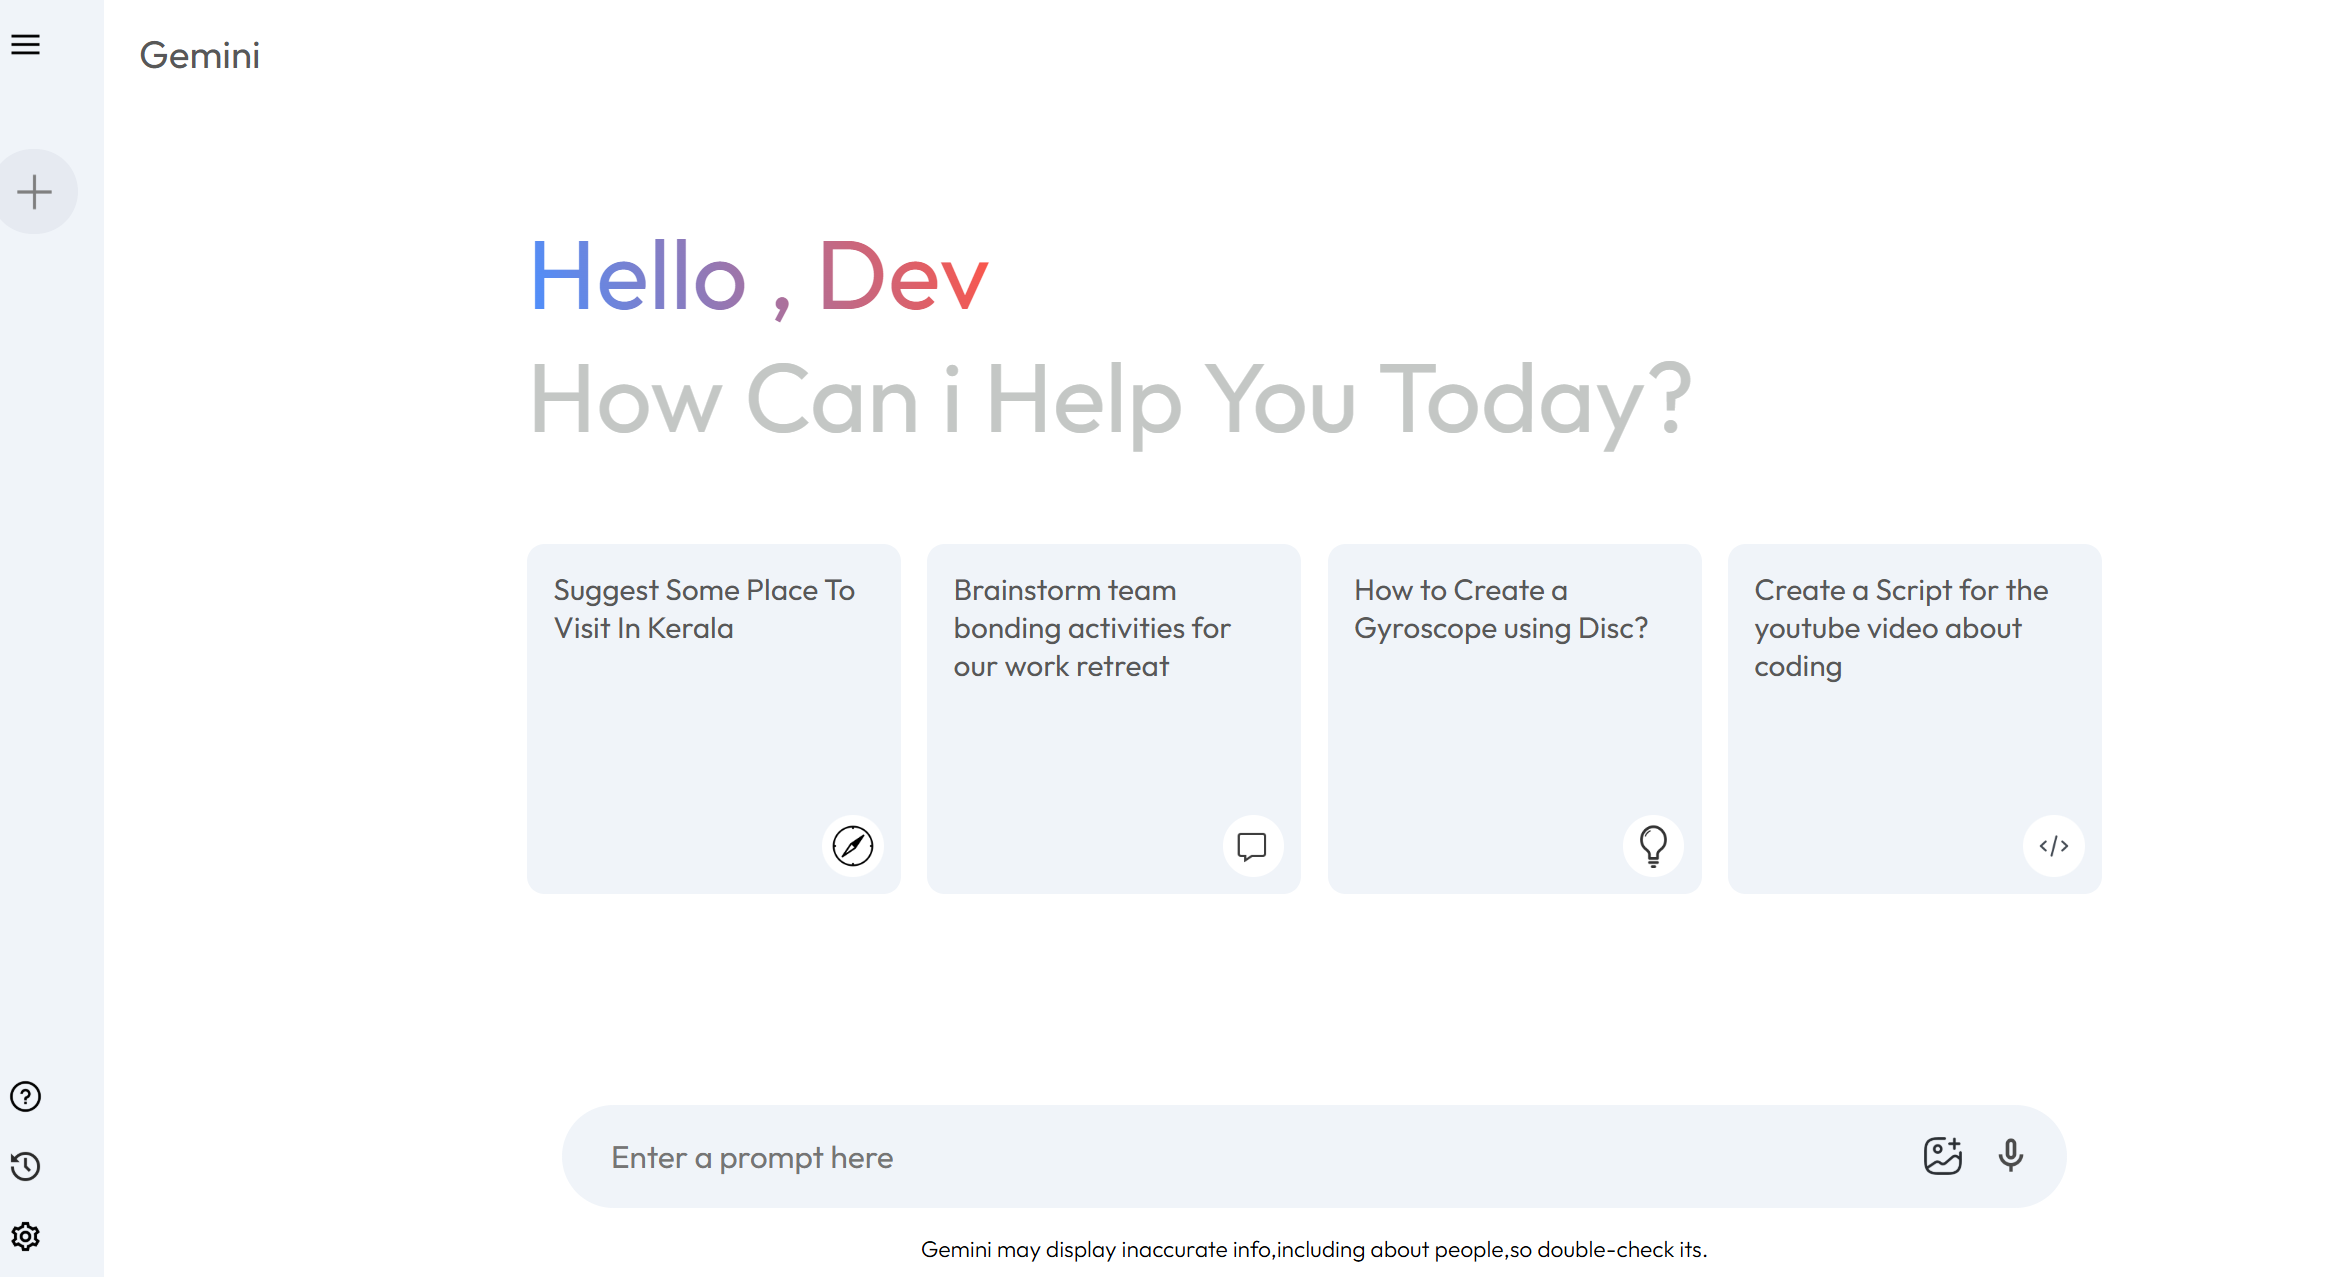 Gemini
Hello , Dev
How Can i Help You Today?
Suggest Some Place To
Visit In Kerala
Brainstorm team
bonding activities for
our work retreat
How to Create a
Gyroscope using Disc?
Create a Script for the
youtube video about
coding
Enter a prompt here
Gemini may display inaccurate info,including about people,so double-check its.